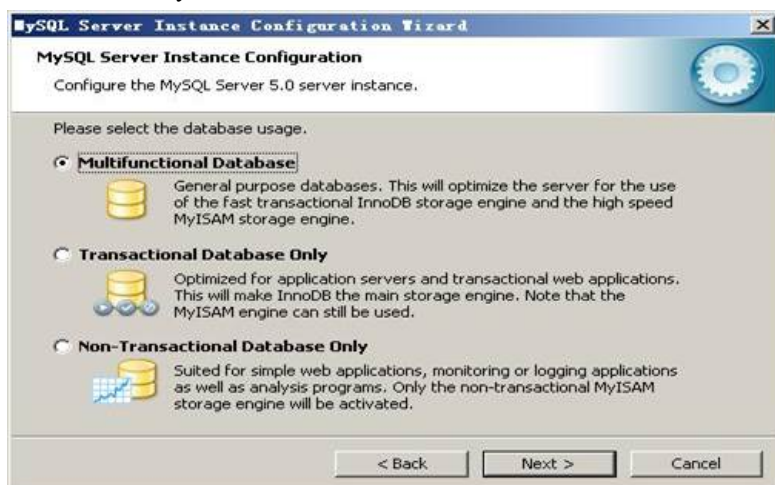 MySQL Server Instance Configuration Wizard
MySQL Server Instance Configuration
Configure the MySQL Server 5.0 server instance.
Please select the database usage.
Multifunctional Database
General purpose databases. This will optimize the server for the use
of the fast transactional InnoDB storage engine and the high speed
MyISAM storage engine.
Transactional Database Only
Optimized for application servers and transactional web applications.
This will make InnoDB the main storage engine. Note that the
MyISAM engine can still be used.
Non-Transactional Database Only
Suited for simple web applications, monitoring or logging applications
as well as analysis programs. Only the non-transactional MyISAM
storage engine will be activated.
< Back
Next >
Cancel